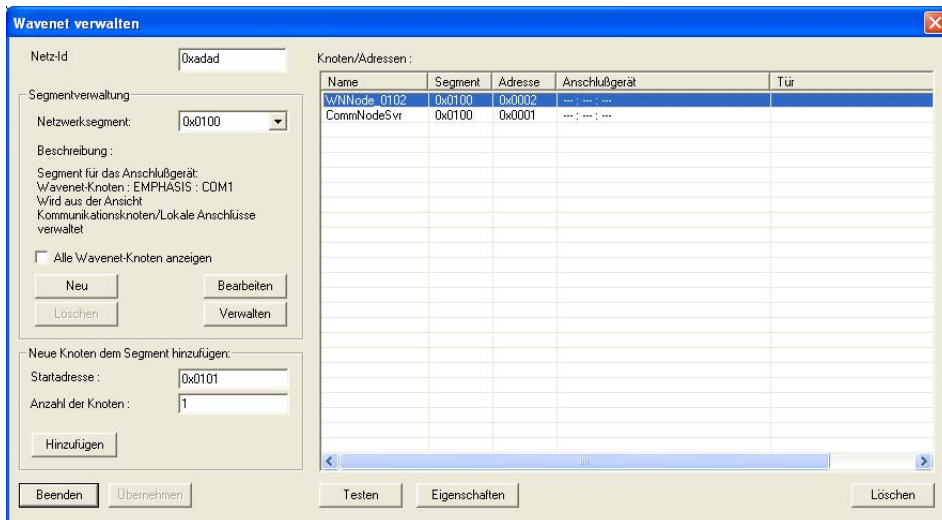 Wavenet verwalten
Netz-Id
0xadad
Segmentverwaltung
Netzwerksegment:
0x0100
Beschreibung :
Segment für das Anschlußgerät:
Wavenet-Knoten : EMPHASIS : COM1
Wird aus der Ansicht
Kommunikationsknoten/Lokale Anschlüsse
verwaltet
Alle Wavenet-Knoten anzeigen
Neu
Bearbeiten
Löschen
Verwalten
Neue Knoten dem Segment hinzufügen:
Startadresse :
0x0101
Anzahl der Knoten :
1
Hinzufügen
Beenden
Übernehmen
Knoten/Adressen :
Name Segment Adresse Anschlußgerät Tür
WNNode_0102 0x0100 0x0002 --- : --- : ---
CommNodeSvr 0x0100 0x0001 --- : --- : ---
Testen
Eigenschaften
Löschen